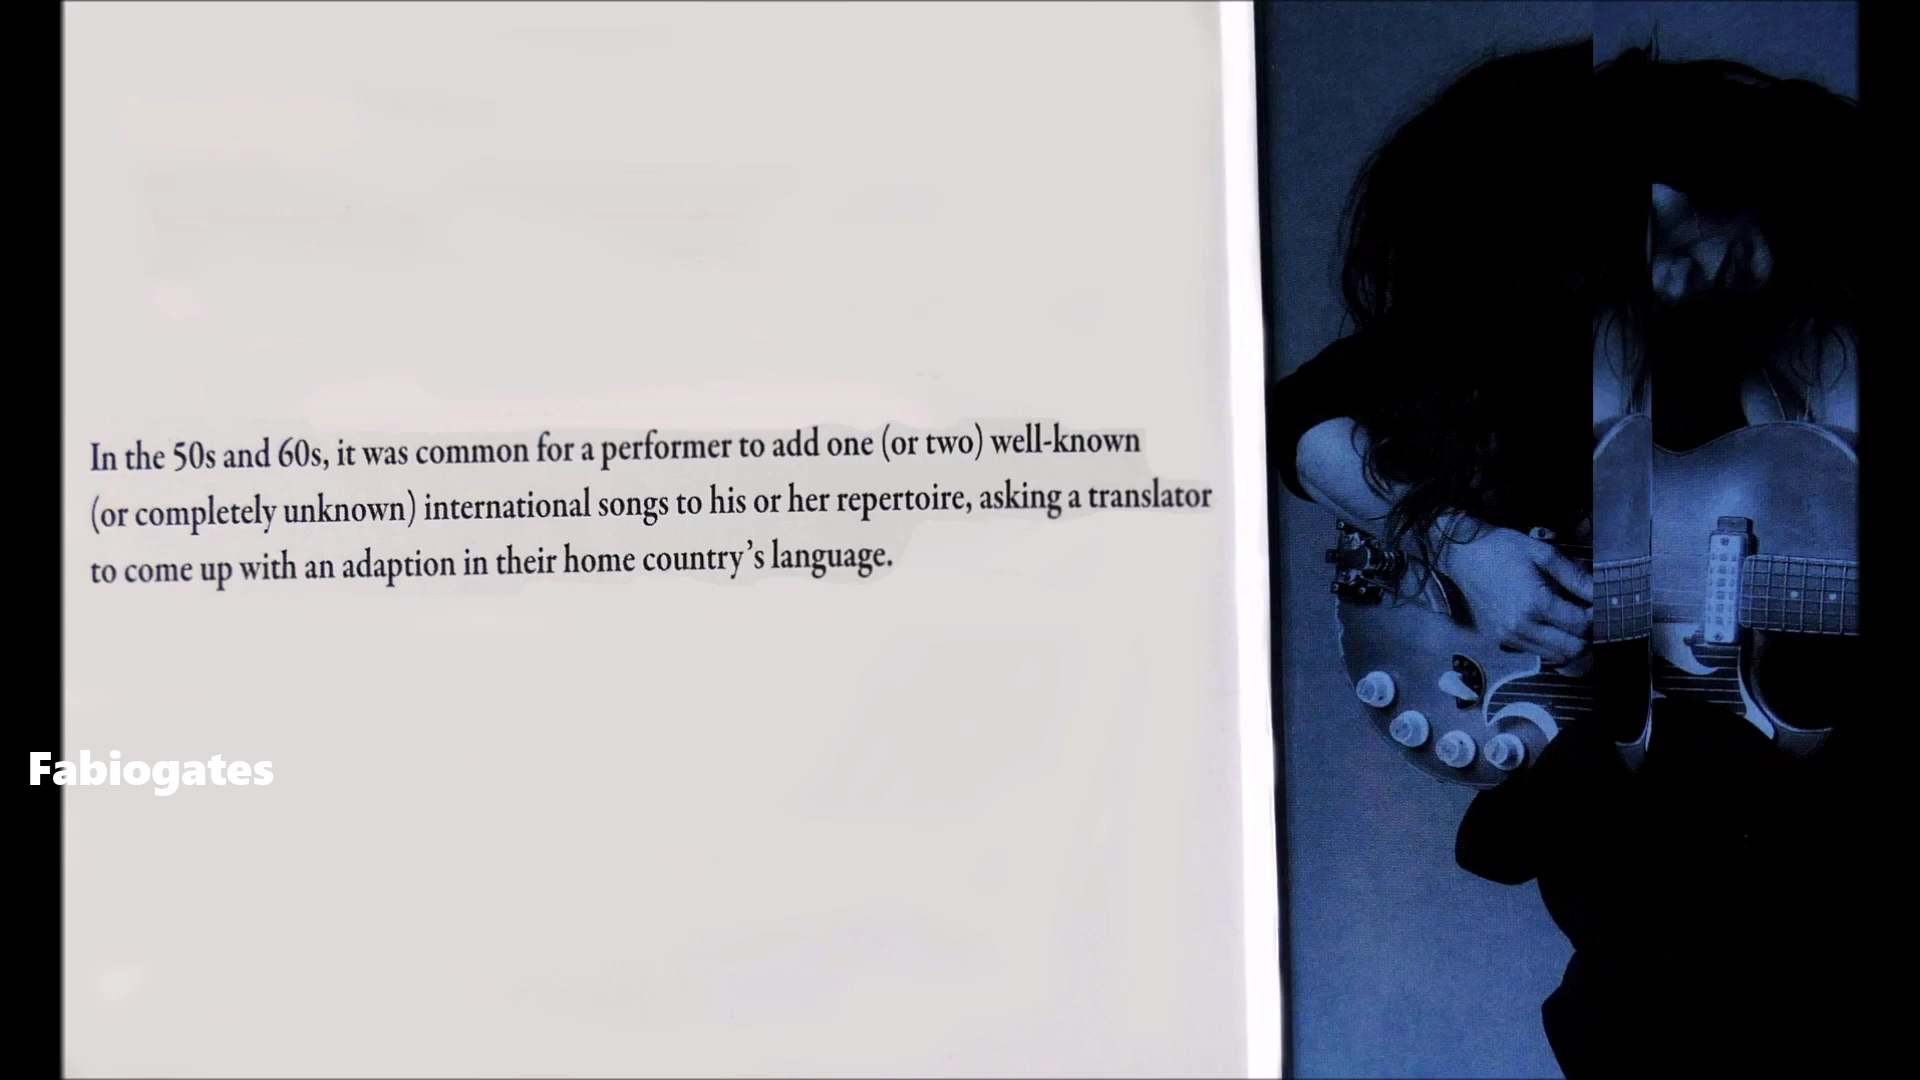 In the 50s and 60s, it was common for a performer to add one (or two) well-known
(or completely unknown) international songs to his or her repertoire, asking a translator
to come up with an adaption in their home country's language.
Fabiogates